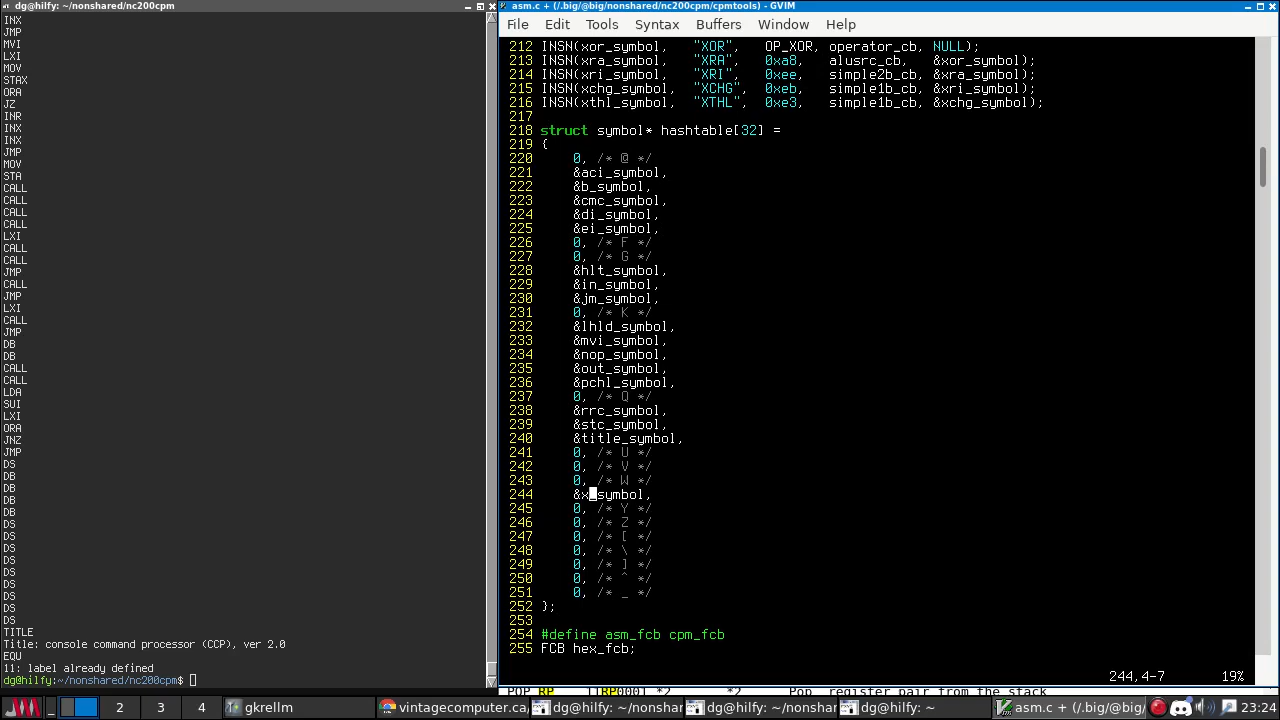 dg@hilfy: ~/nonshared/nc200cpm
INX
JMP
MVI
LXI
MOV
STAX
ORA
JZ
INR
INX
INX
JMP
MOV
STA
CALL
CALL
CALL
CALL
LXI
CALL
CALL
JMP
CALL
JMP
LXI
CALL
JMP
DB
DB
CALL
CALL
LDA
SUI
LXI
ORA
JNZ
JMP
DS
DB
DB
DB
DB
DS
DS
DS
DS
DS
DS
DS
DS
TITLE
Title: console command processor (CCP), ver 2.0
EQU
11: label already defined
dg@hilfy:~/nonshared/nc200cpm$
asm.c + (/.big/@big/nonshared/nc200cpm/cpmtools) - GVIM
File Edit Tools Syntax Buffers Window Help
212 INSN(xor_symbol, "XOR", OP_XOR, operator_cb, NULL);
213 INSN(xra_symbol, "XRA", 0xa8, alusrc_cb, &xor_symbol);
214 INSN(xri_symbol, "XRI", 0xee, simple2b_cb, &xra_symbol);
215 INSN(xchg_symbol, "XCHG", 0xeb, simple1b_cb, &xri_symbol);
216 INSN(xthl_symbol, "XTHL", 0xe3, simple1b_cb, &xchg_symbol);
217
218 struct symbol* hashtable[32] =
219 {
220 0, /* @ */
221 &aci_symbol,
222 &b_symbol,
223 &cmc_symbol,
224 &di_symbol,
225 &ei_symbol,
226 0, /* F */
227 0, /* G */
228 &hlt_symbol,
229 &in_symbol,
230 &jm_symbol,
231 0, /* K */
232 &lhld_symbol,
233 &mvi_symbol,
234 &nop_symbol,
235 &out_symbol,
236 &pchl_symbol,
237 0, /* Q */
238 &rrc_symbol,
239 &stc_symbol,
240 &title_symbol,
241 0, /* U */
242 0, /* V */
243 0, /* W */
244 &x_symbol,
245 0, /* Y */
246 0, /* Z */
247 0, /* [ */
248 0, /* \ */
249 0, /* ] */
250 0, /* ^ */
251 0, /* _ */
252 };
253
254 #define asm_fcb cpm_fcb
255 FCB hex_fcb;
244,4-7 19%
POP RP 11RP0001 *2 *2 Pop register pair from the stack
2 3 4 gkrellm vintagecomputer.ca dg@hilfy: ~/nonshar dg@hilfy: ~/nonshar dg@hilfy: ~ asm.c + (/.big/@big/ 23:24